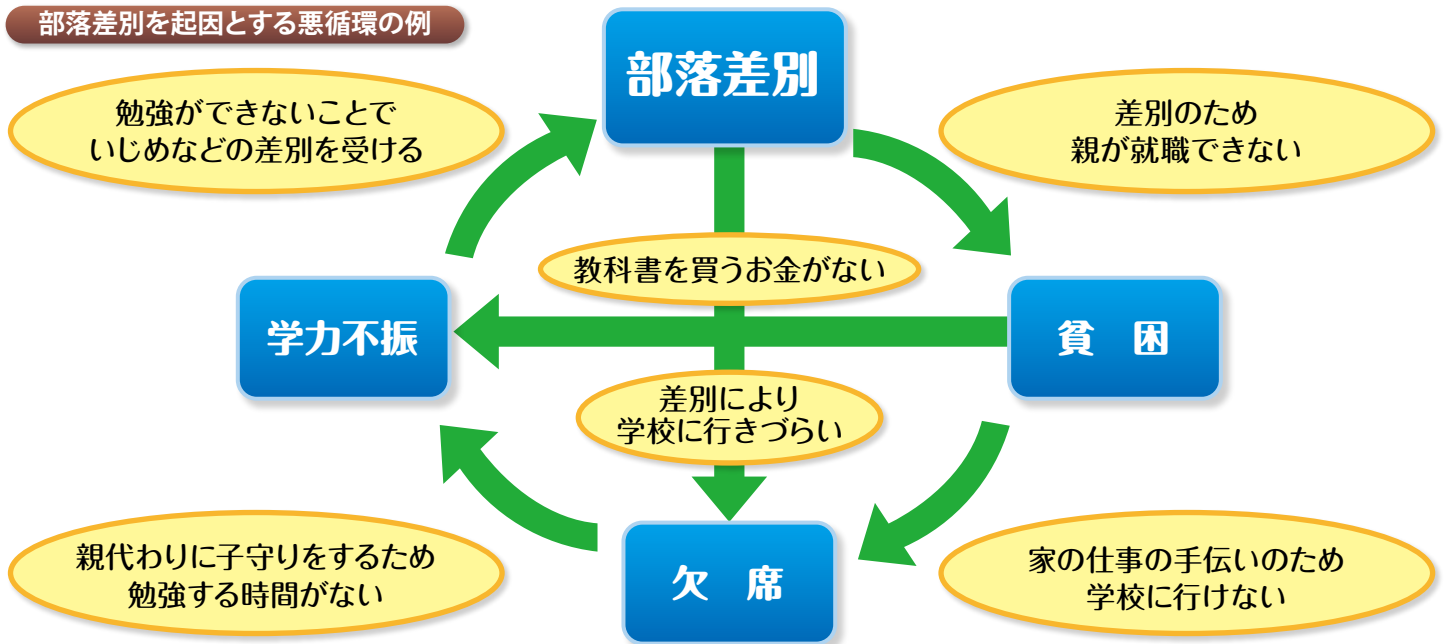 部落差別を起因とする悪循環の例
部落差別
勉強ができないことで
いじめなどの差別を受ける
差別のため
親が就職できない
教科書を買うお金がない
学力不振
貧 困
差別により
学校に行きづらい
親代わりに子守りをするため
勉強する時間がない
欠 席
家の仕事の手伝いのため
学校に行けない